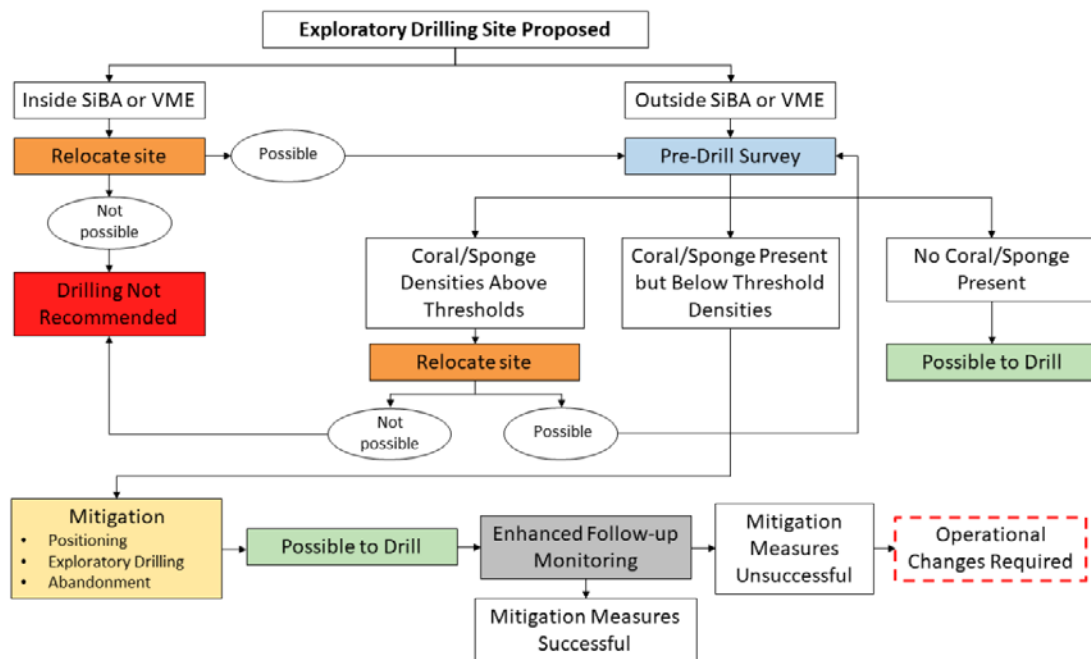 Exploratory Drilling Site Proposed
Inside SiBA or VME
Outside SiBA or VME
Relocate site
Possible
Pre-Drill Survey
Not
possible
Drilling Not
Recommended
Coral/Sponge
Densities Above
Thresholds
Coral/Sponge Present
but Below Threshold
Densities
No Coral/Sponge
Present
Relocate site
Possible to Drill
Not
possible
Possible
Mitigation
• Positioning
• Exploratory Drilling
• Abandonment
Possible to Drill
Enhanced Follow-up
Monitoring
Mitigation
Measures
Unsuccessful
Operational
Changes Required
Mitigation Measures
Successful